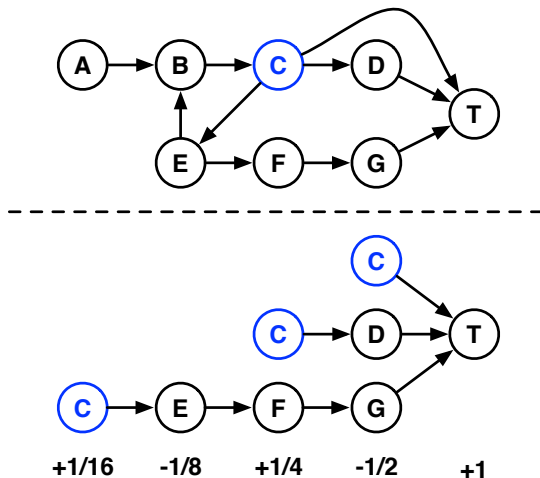 A B C D
T
E F G
C
C D T
C E F G
+1/16 -1/8 +1/4 -1/2 +1